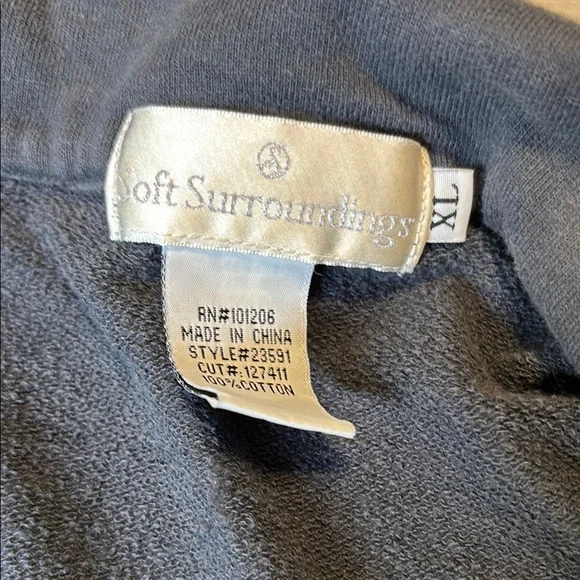 Soft Surroundings
XL
RN#101206
MADE IN CHINA
STYLE#23591
CUT#:127411
100%COTTON